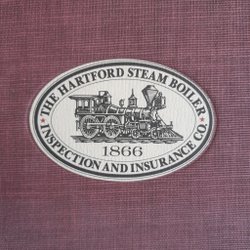 THE HARTFORD STEAM BOILER
1866
INSPECTION AND INSURANCE CO.